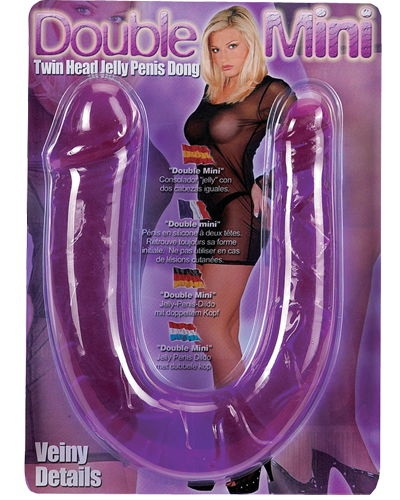 Double Mini
Twin Head Jelly Penis Dong
"Double Mini"
Consolador "jelly" con
dos cabezas iguales.
"Double mini"
Pénis en silicone à deux têtes.
Retrouve toujours sa forme
initiale. Ne pas utiliser en cas
de lésions cutanées.
"Double Mini"
Jelly-Penis-Dildo
mit doppeltem Kopf
"Double Mini"
Jelly Penis Dildo
met dubbele kop
Veiny
Details